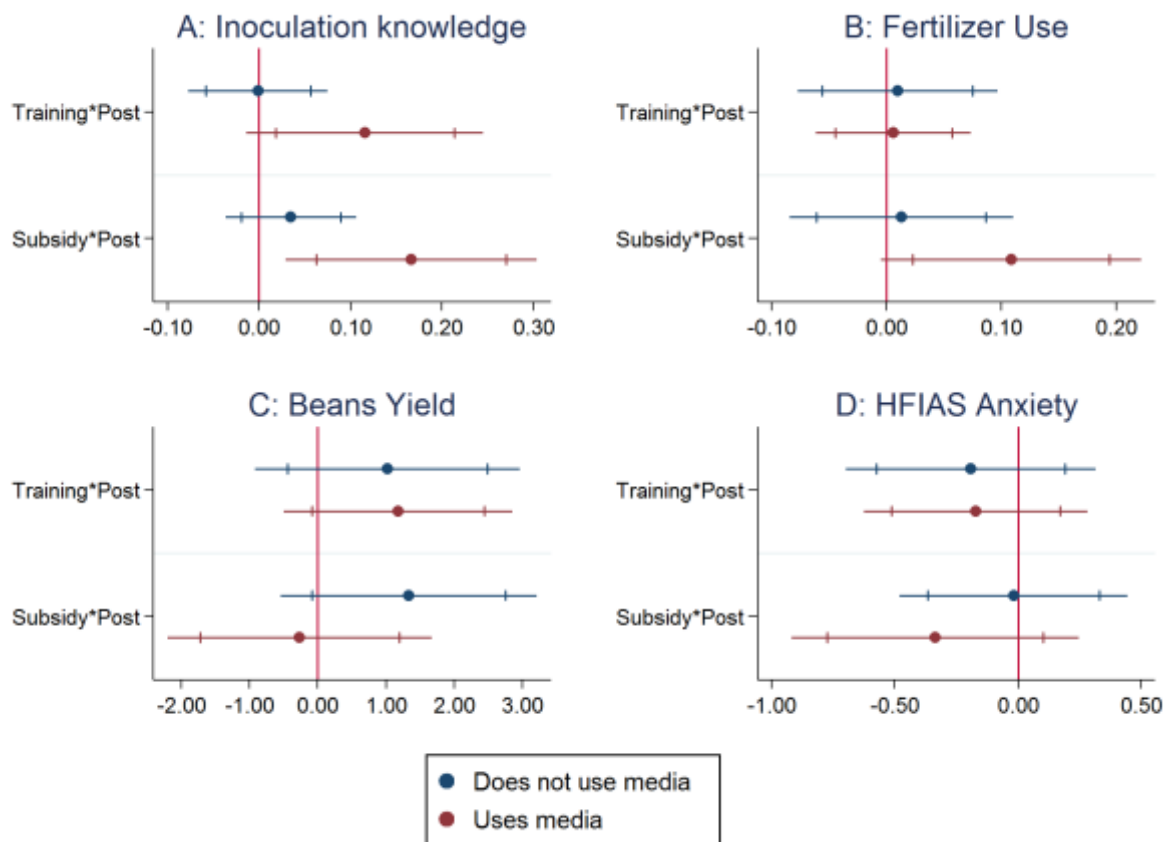 A: Inoculation knowledge
Training*Post
Subsidy*Post
-0.10 0.00 0.10 0.20 0.30
B: Fertilizer Use
Training*Post
Subsidy*Post
-0.10 0.00 0.10 0.20
C: Beans Yield
Training*Post
Subsidy*Post
-2.00 -1.00 0.00 1.00 2.00 3.00
D: HFIAS Anxiety
Training*Post
Subsidy*Post
-1.00 -0.50 0.00 0.50
Does not use media
Uses media